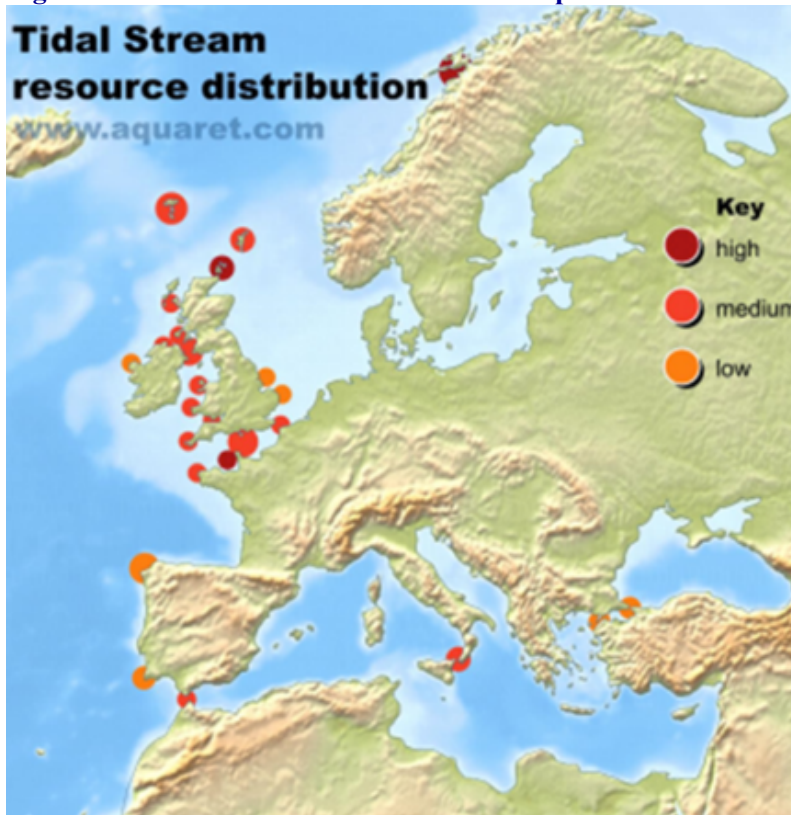 Tidal Stream
resource distribution
www.aquaret.com
Key
high
medium
low